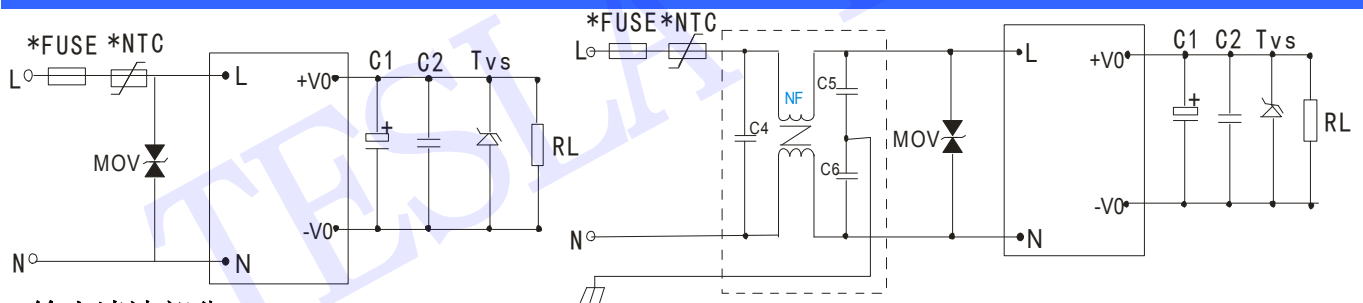 *FUSE *NTC
L
L
+V0
C1
C2
Tvs
MOV
RL
-V0
N
N
*FUSE*NTC
L
C4
NF
C5
C6
MOV
L
+V0
C1
C2
Tvs
RL
-V0
N
N
+
+
TESLA